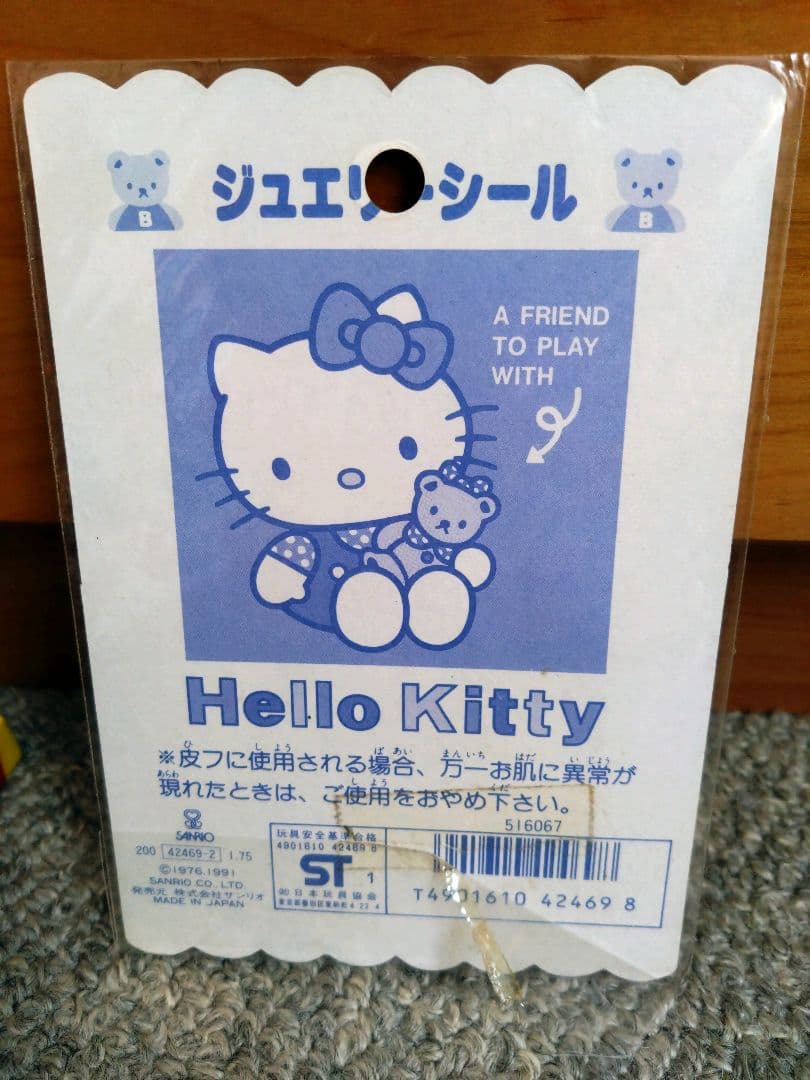 ジュエリーシール
B
B
A FRIEND
TO PLAY
WITH
Hello Kitty
※皮フに使用される場合、万一お肌に異常が
現れたときは、ご使用をおやめ下さい。
516067
SANRIO
200 42469-2 1.75
©1976,1991
SANRIO CO., LTD.
発売元 株式会社サンリオ
MADE IN JAPAN
玩具安全基準合格
4901610 42469 8
ST 1
㈳日本玩具協会
T4901610 42469 8